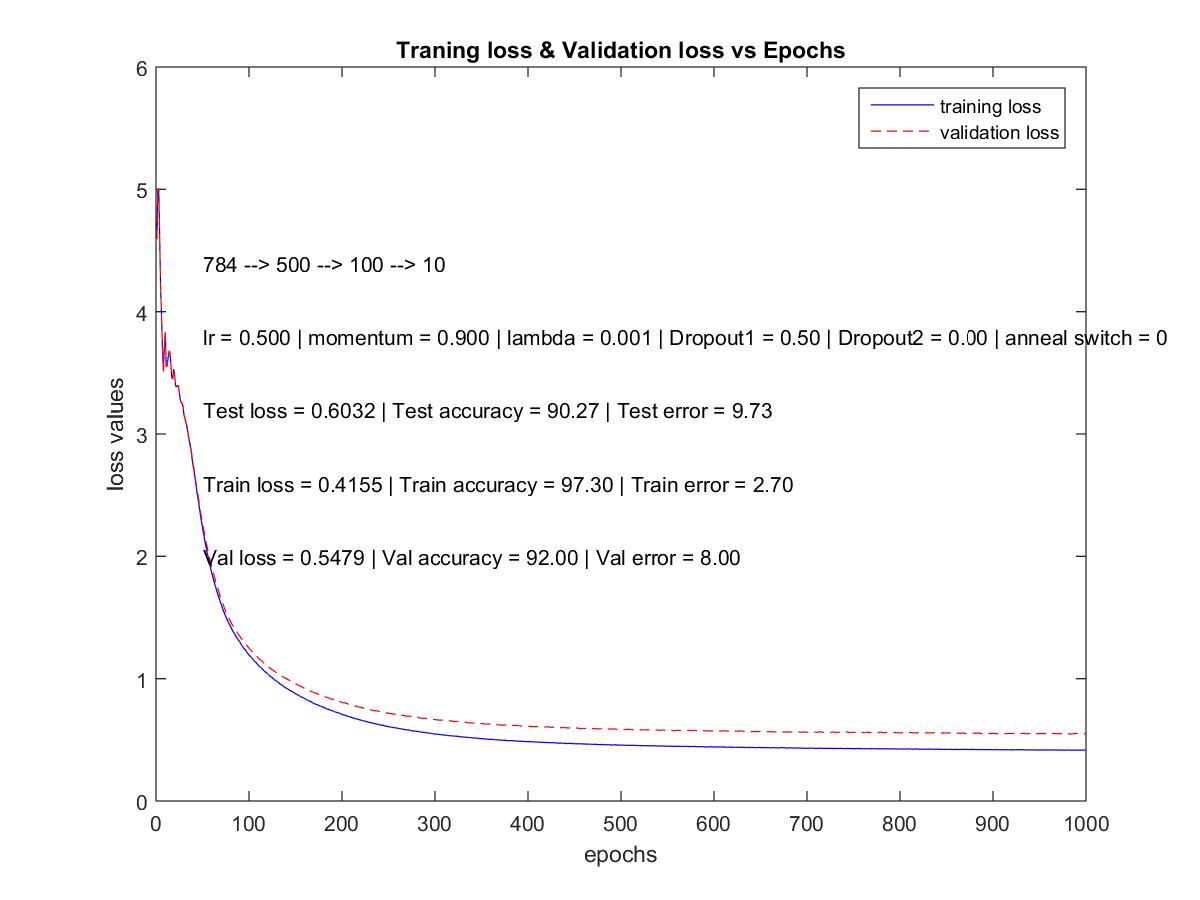 Traning loss & Validation loss vs Epochs
6
training loss
validation loss
5
784 --> 500 --> 100 --> 10
4
lr = 0.500 | momentum = 0.900 | lambda = 0.001 | Dropout1 = 0.50 | Dropout2 = 0.00 | anneal switch = 0
Test loss = 0.6032 | Test accuracy = 90.27 | Test error = 9.73
3
loss values
Train loss = 0.4155 | Train accuracy = 97.30 | Train error = 2.70
2
Val loss = 0.5479 | Val accuracy = 92.00 | Val error = 8.00
1
0
0 100 200 300 400 500 600 700 800 900 1000
epochs